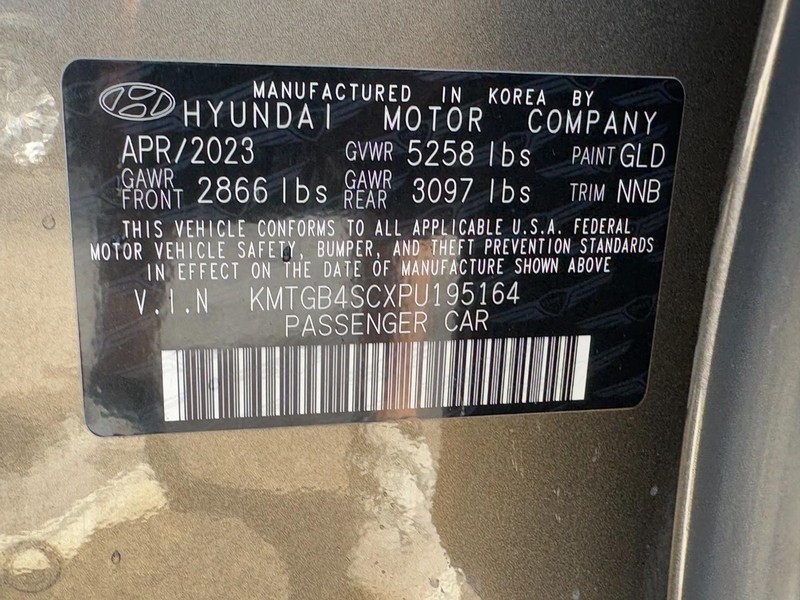 MANUFACTURED IN KOREA BY
HYUNDAI MOTOR COMPANY
APR/2023 GVWR 5258 lbs PAINT GLD
GAWR FRONT 2866 lbs GAWR REAR 3097 lbs TRIM NNB
THIS VEHICLE CONFORMS TO ALL APPLICABLE U.S.A. FEDERAL
MOTOR VEHICLE SAFETY, BUMPER, AND THEFT PREVENTION STANDARDS
IN EFFECT ON THE DATE OF MANUFACTURE SHOWN ABOVE
V.I.N KMTGB4SCXPU195164
PASSENGER CAR